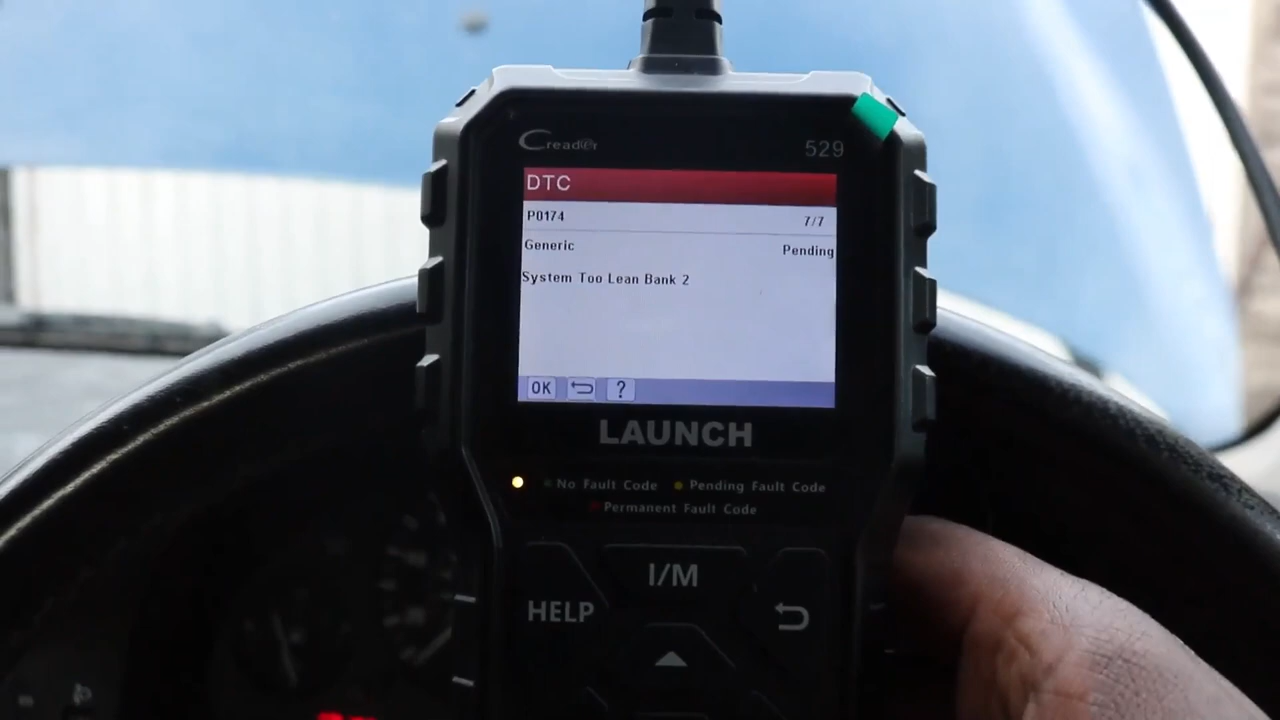 Creader
529
DTC
P0174 7/7
Generic Pending
System Too Lean Bank 2
OK ?
LAUNCH
No Fault Code Pending Fault Code
Permanent Fault Code
I/M
HELP